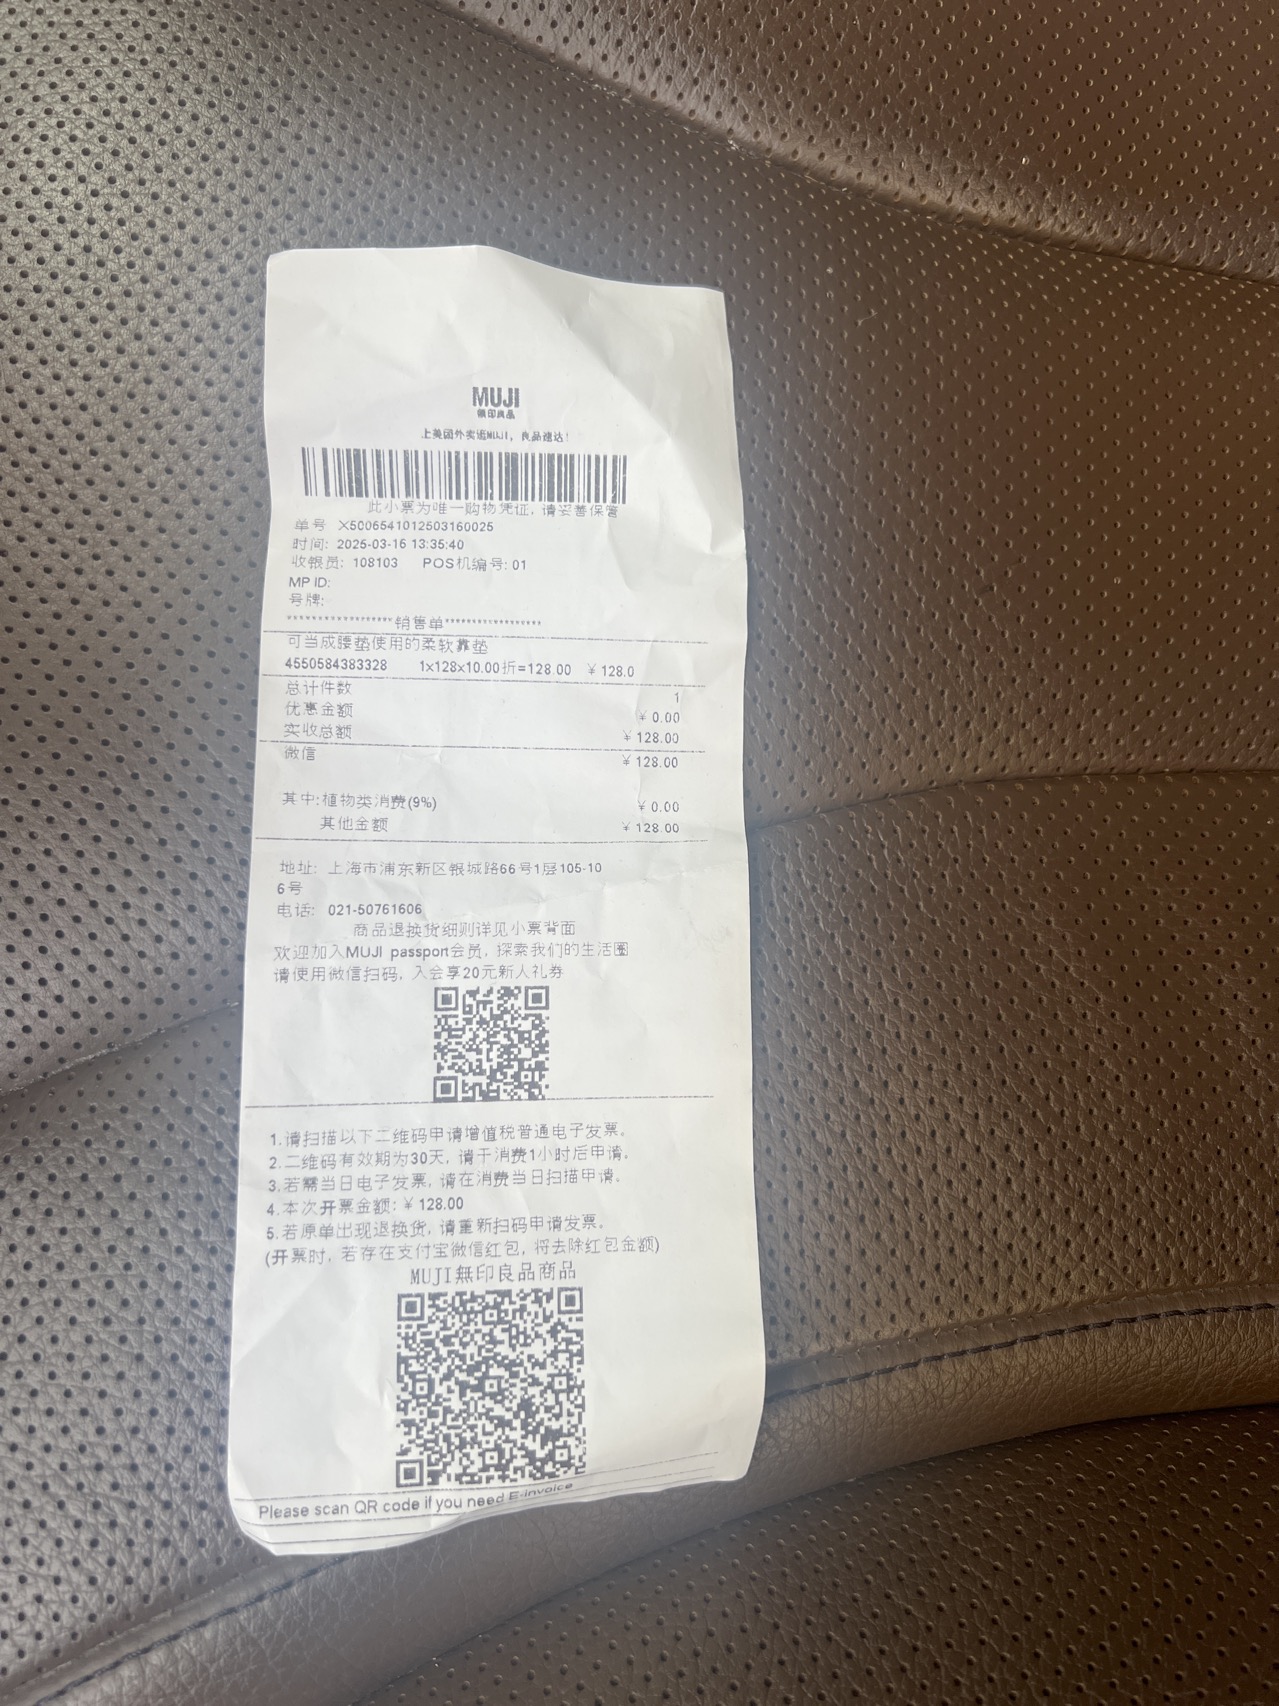 MUJI
無印良品
上美团外卖逛MUJI，良品速达！
此小票为唯一购物凭证，请妥善保管
单号 X5006541012503160025
时间: 2025-03-16 13:35:40
收银员: 108103 POS机编号: 01
MP ID:
号牌:
******************销售单******************
可当成腰垫使用的柔软靠垫
4550584383328 1x128x10.00折=128.00 ¥ 128.0
总计件数 1
优惠金额 ¥ 0.00
实收总额 ¥ 128.00
微信 ¥ 128.00
其中:植物类消费(9%) ¥ 0.00
其他金额 ¥ 128.00
地址: 上海市浦东新区银城路66号1层105-10
6号
电话: 021-50761606
商品退换货细则详见小票背面
欢迎加入MUJI passport会员，探索我们的生活圈
请使用微信扫码，入会享20元新人礼券
1.请扫描以下二维码申请增值税普通电子发票。
2.二维码有效期为30天，请于消费1小时后申请。
3.若需当日电子发票，请在消费当日扫描申请。
4.本次开票金额: ¥ 128.00
5.若原单出现退换货，请重新扫码申请发票。
(开票时，若存在支付宝微信红包，将去除红包金额)
MUJI無印良品商品
Please scan QR code if you need E-invoice